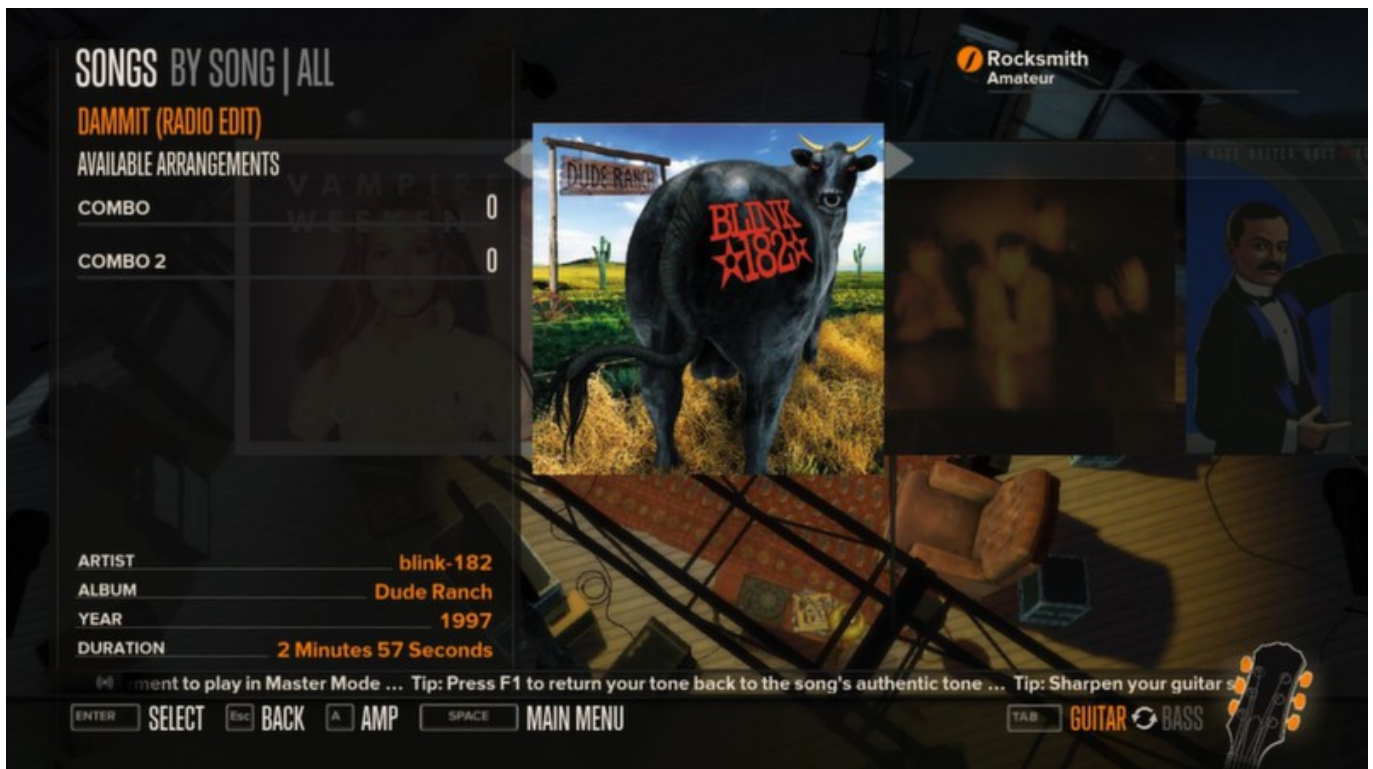 SONGS BY SONG | ALL
Rocksmith
Amateur
DAMMIT (RADIO EDIT)
AVAILABLE ARRANGEMENTS
COMBO 0
COMBO 2 0
VAMPIRE
WEEKEN
CONTRA
DUDE RANCH
BLINK
182
ARTIST blink-182
ALBUM Dude Ranch
YEAR 1997
DURATION 2 Minutes 57 Seconds
ment to play in Master Mode ... Tip: Press F1 to return your tone back to the song's authentic tone ... Tip: Sharpen your guitar s
ENTER SELECT Esc BACK A AMP SPACE MAIN MENU
TAB GUITAR BASS